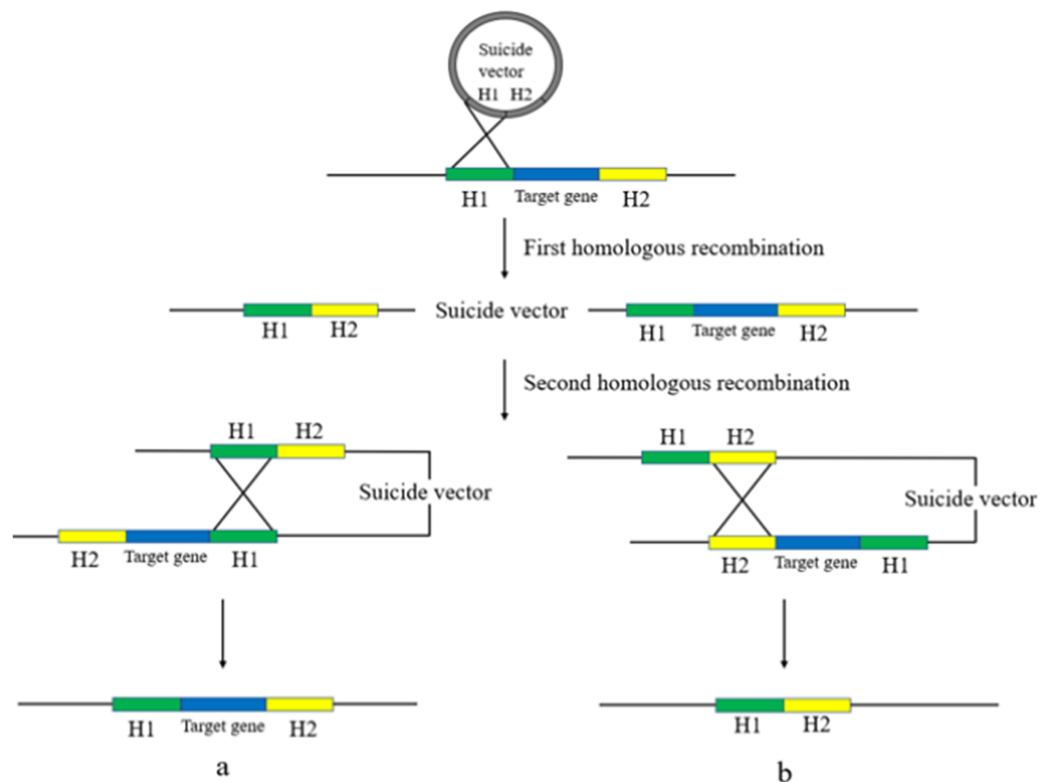 Suicide
vector
H1 H2
H1 Target gene H2
First homologous recombination
Suicide vector
H1 H2 H1 Target gene H2
Second homologous recombination
H1 H2 H1 H2
Suicide vector Suicide vector
H2 Target gene H1 H2 Target gene H1
H1 Target gene H2 H1 H2
a b